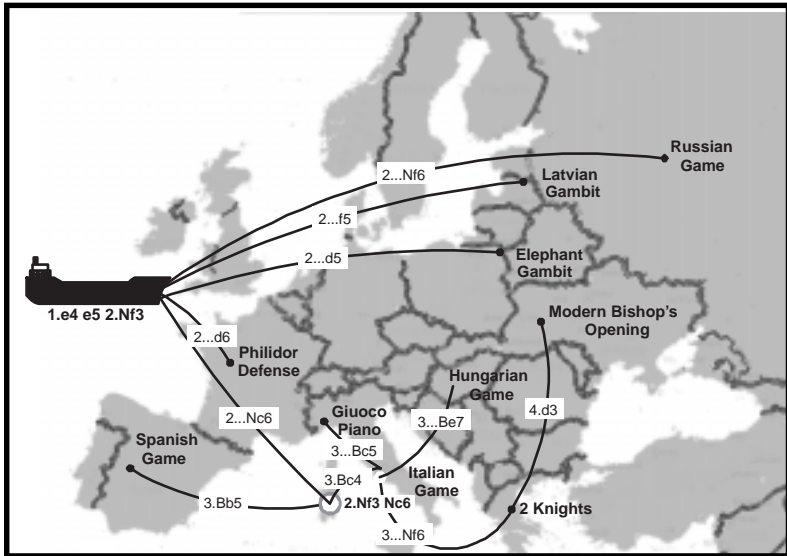 Russian
Game
2...Nf6
Latvian
Gambit
2...f5
Elephant
Gambit
2...d5
1.e4 e5 2.Nf3
Modern Bishop's
Opening
2...d6
Philidor
Defense
Hungarian
Game
2...Nc6
Giuoco
Piano
3...Be7
4.d3
Spanish
Game
3...Bc5
Italian
Game
3.Bc4
3.Bb5
2.Nf3 Nc6
2 Knights
3...Nf6